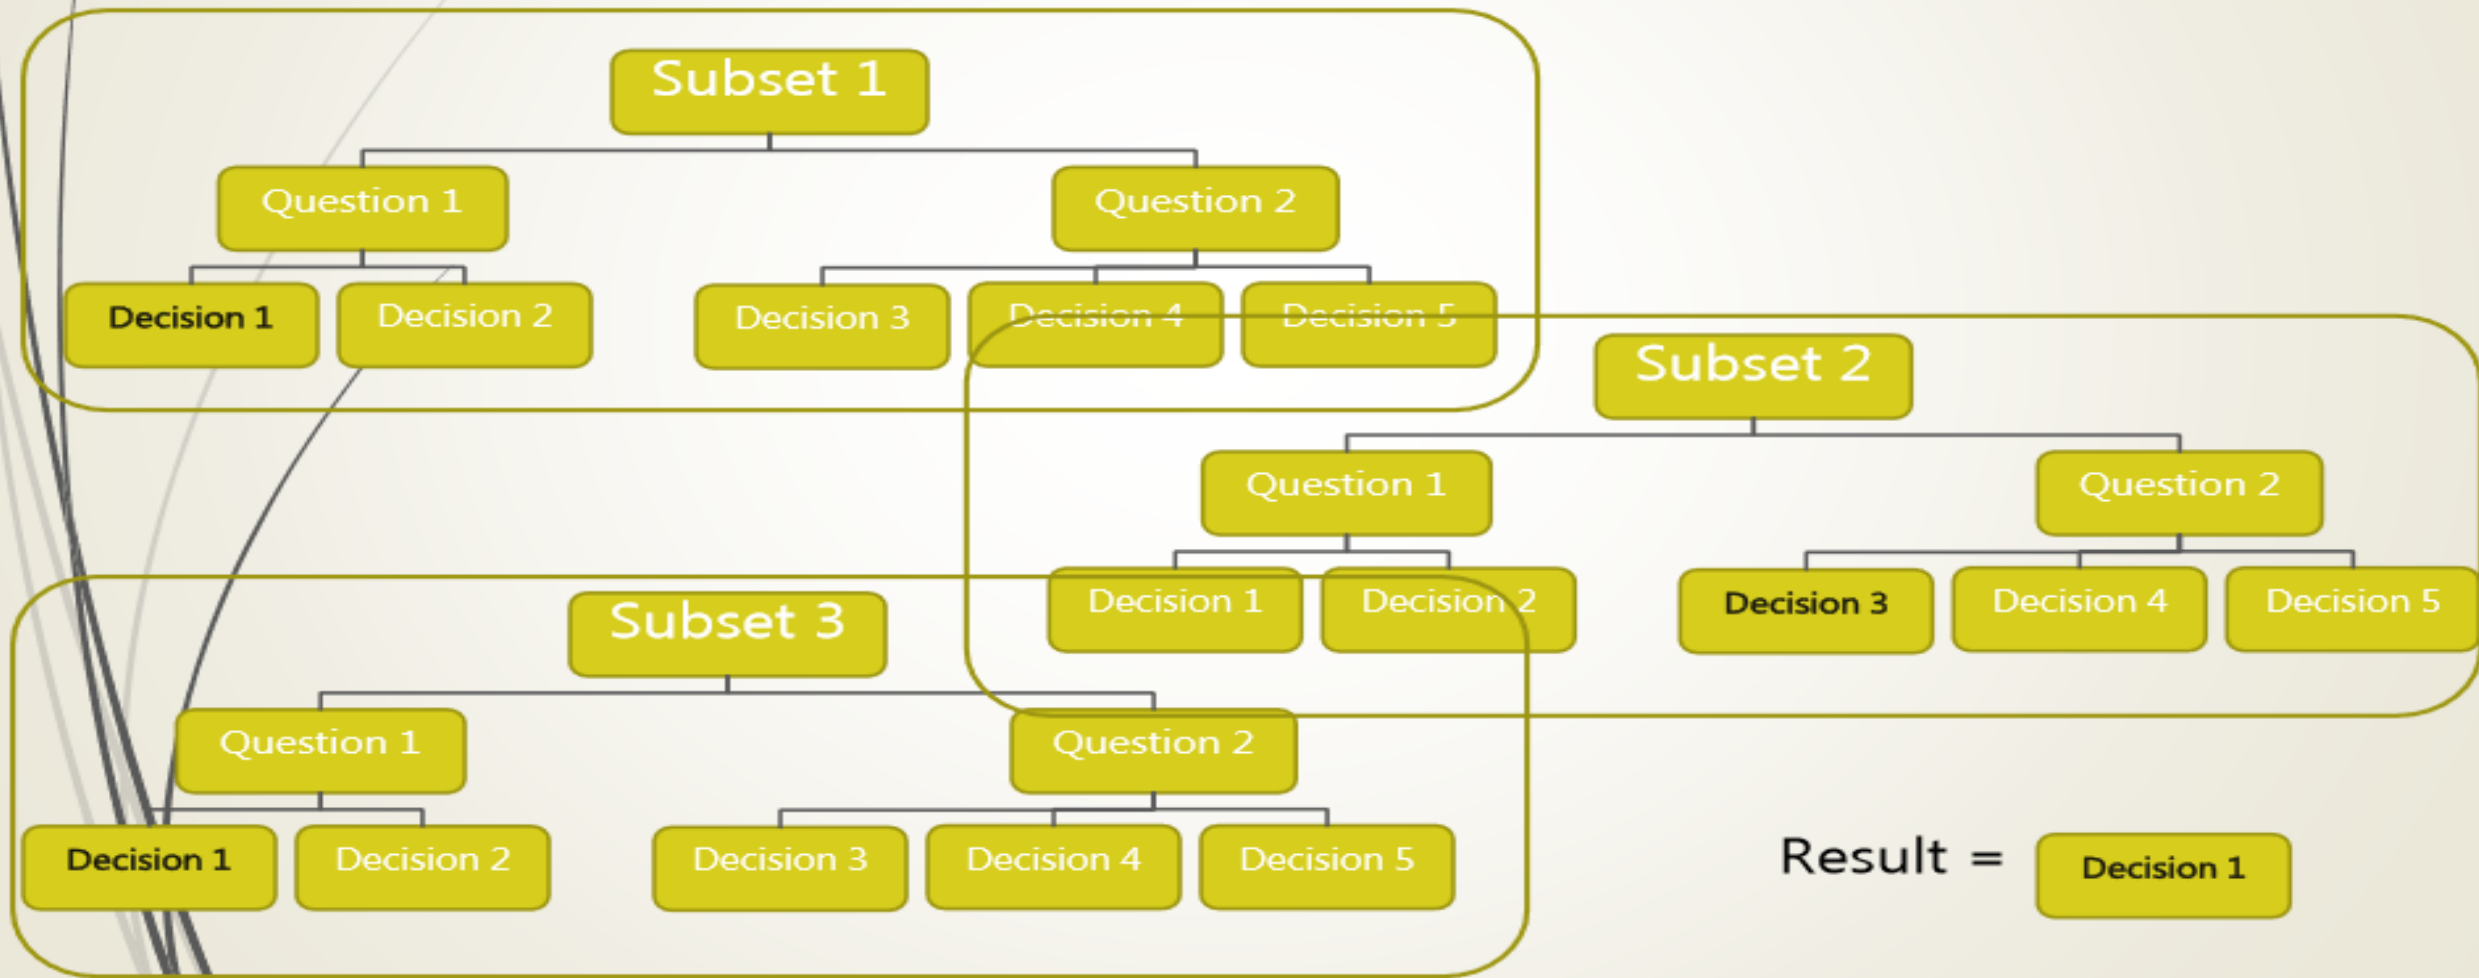 Subset 1
Question 1
Question 2
Decision 1
Decision 2
Decision 3
Decision 4
Decision 5
Subset 2
Question 1
Question 2
Decision 1
Decision 2
Decision 3
Decision 4
Decision 5
Subset 3
Question 1
Question 2
Decision 1
Decision 2
Decision 3
Decision 4
Decision 5
Result =
Decision 1